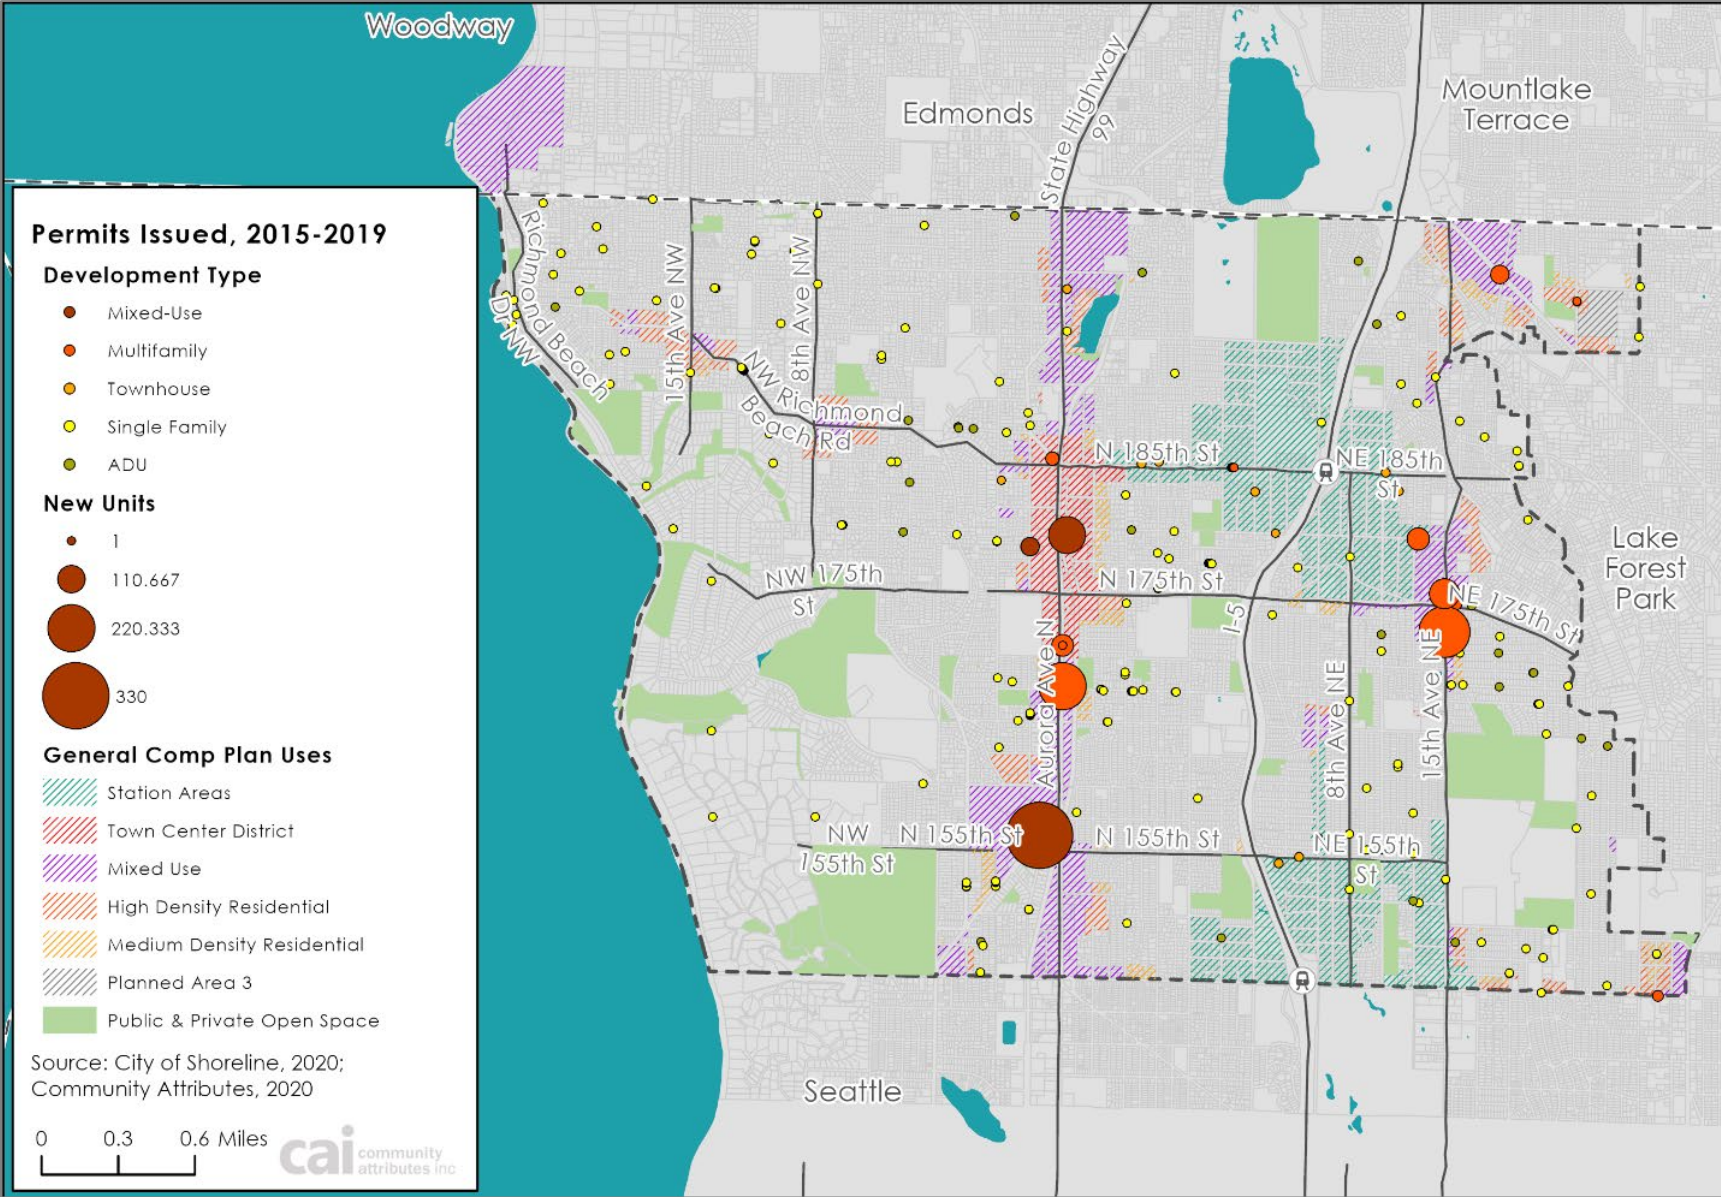 Woodway
Edmonds
State Highway
99
Mountlake
Terrace
Permits Issued, 2015-2019
Development Type
Mixed-Use
Multifamily
Townhouse
Single Family
ADU
New Units
1
110.667
220.333
330
General Comp Plan Uses
Station Areas
Town Center District
Mixed Use
High Density Residential
Medium Density Residential
Planned Area 3
Public & Private Open Space
Source: City of Shoreline, 2020;
Community Attributes, 2020
0 0.3 0.6 Miles
cai community
attributes inc
Richmond Beach
Dr NW
15th Ave NW
8th Ave NW
NW Richmond
Beach Rd
N 185th St
NE 185th
St
NW 175th
St
N 175th St
NE 175th St
I-5
Lake
Forest
Park
Aurora Ave N
8th Ave NE
15th Ave NE
NW
155th St
N 155th St
N 155th St
NE 155th
St
Seattle